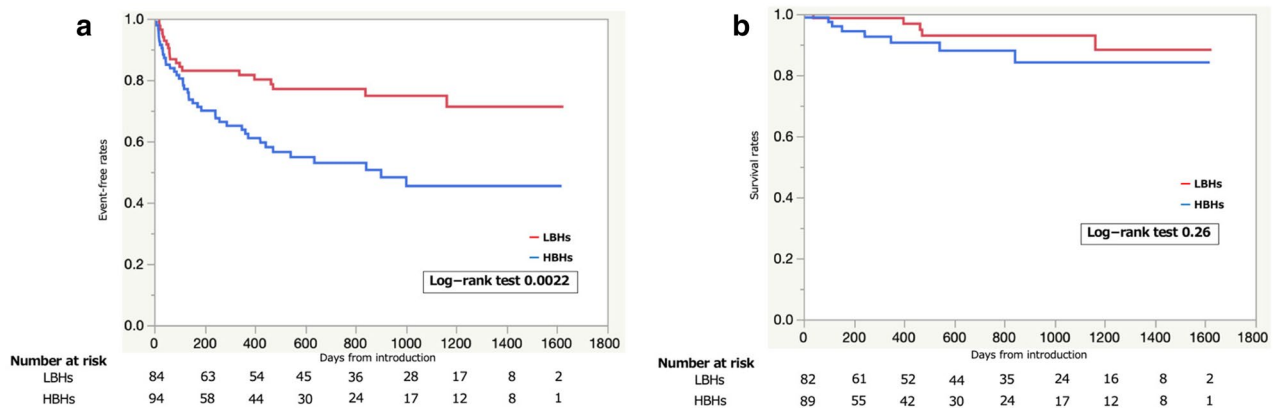 a
1.0
0.8
0.6
0.4
0.2
0.0
Event-free rates
LBHs
HBHs
Log−rank test 0.0022
0 200 400 600 800 1000 1200 1400 1600 1800
Days from introduction
Number at risk
LBHs 84 63 54 45 36 28 17 8 2
HBHs 94 58 44 30 24 17 12 8 1
b
1.0
0.8
0.6
0.4
0.2
0.0
Survival rates
LBHs
HBHs
Log−rank test 0.26
0 200 400 600 800 1000 1200 1400 1600 1800
Days from introduction
Number at risk
LBHs 82 61 52 44 35 24 16 8 2
HBHs 89 55 42 30 24 17 12 8 1